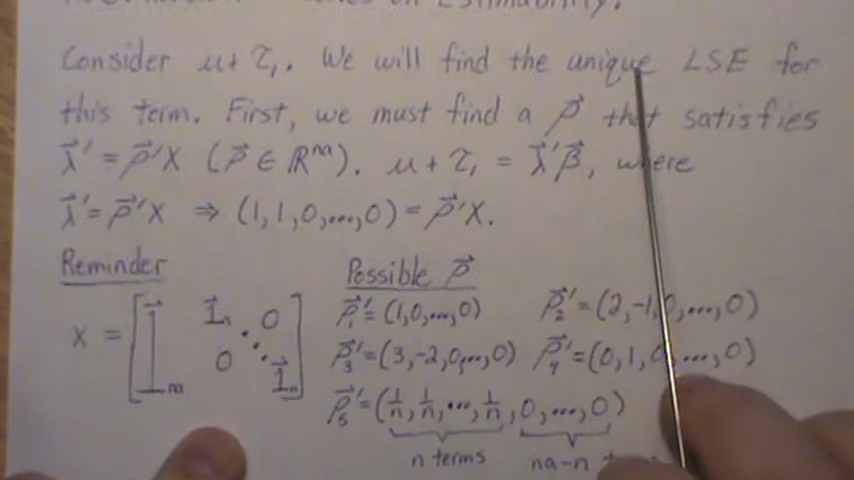 on Estimability.
Consider μ+τ₁. We will find the unique LSE for
this term. First, we must find a ρ⃗ that satisfies
λ⃗' = ρ⃗'X (ρ⃗ ∈ ℝⁿᵃ). μ+τ₁ = λ⃗'β⃗, where
λ⃗' = ρ⃗'X ⇒ (1,1,0,...,0) = ρ⃗'X.
Reminder
X = [1⃗ₙₐ 1⃗ₙ ⋱ 0 0 1⃗ₙ]
Possible ρ⃗
ρ⃗₁' = (1,0,...,0) ρ⃗₂' = (2,-1,0,...,0)
ρ⃗₃' = (3,-2,0,...,0) ρ⃗₄' = (0,1,0,...,0)
ρ⃗₅' = (1/n, 1/n, ..., 1/n, 0,...,0)
n terms na-n